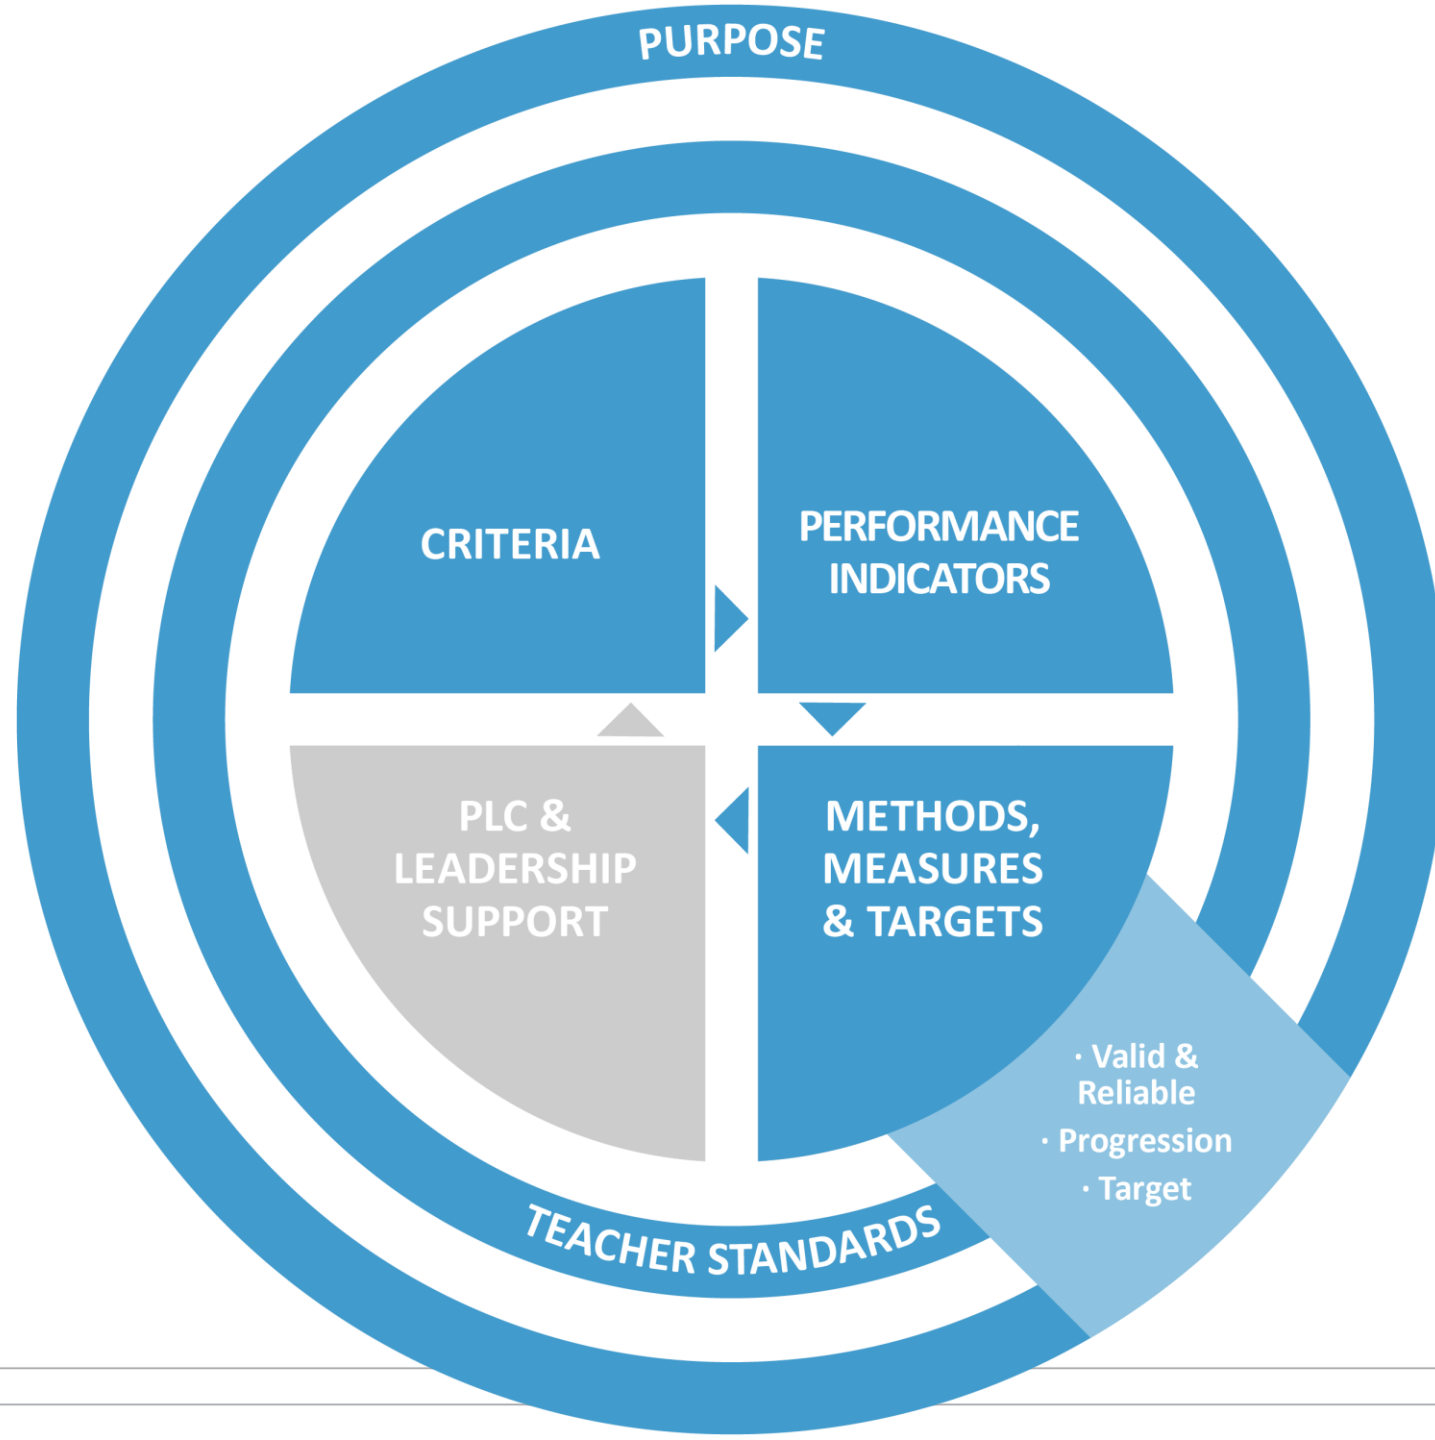 PURPOSE
CRITERIA
PERFORMANCE
INDICATORS
PLC &
LEADERSHIP
SUPPORT
METHODS,
MEASURES
& TARGETS
· Valid &
Reliable
· Progression
· Target
TEACHER STANDARDS